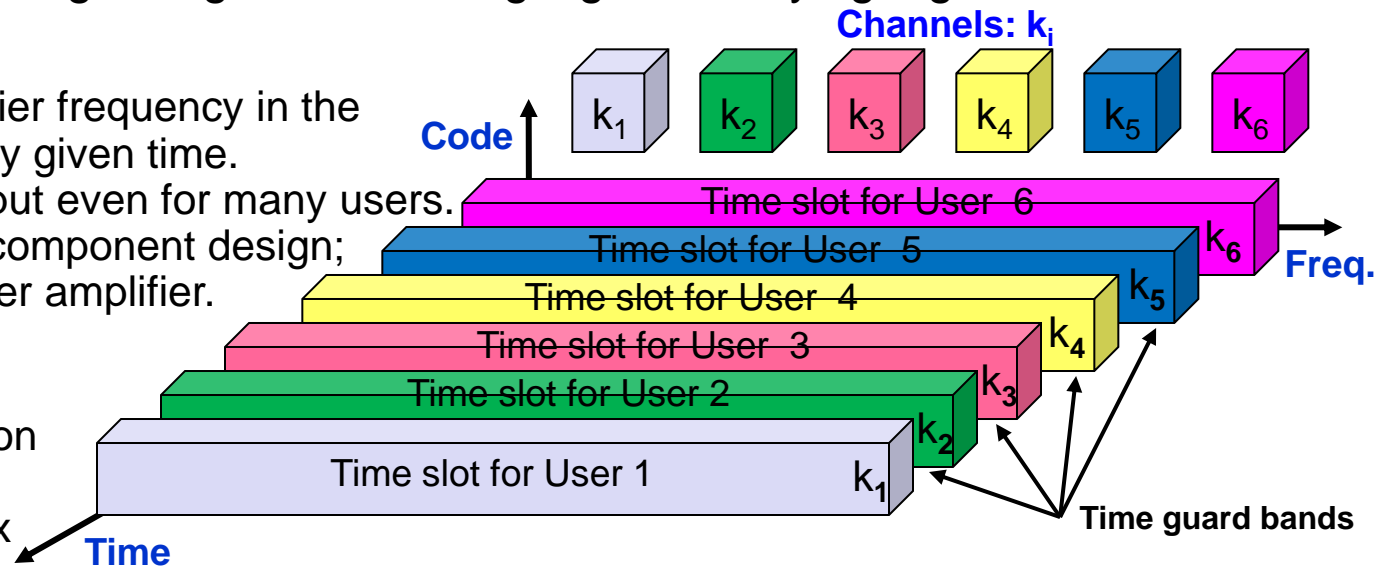 Channels: ki
k1 k2 k3 k4 k5 k6
ier frequency in the
y given time.
out even for many users.
component design;
er amplifier.
on
x
Code
Time slot for User 6
k6
Freq.
Time slot for User 5
k5
Time slot for User 4
k4
Time slot for User 3
k3
Time slot for User 2
k2
Time slot for User 1
k1
Time guard bands
Time